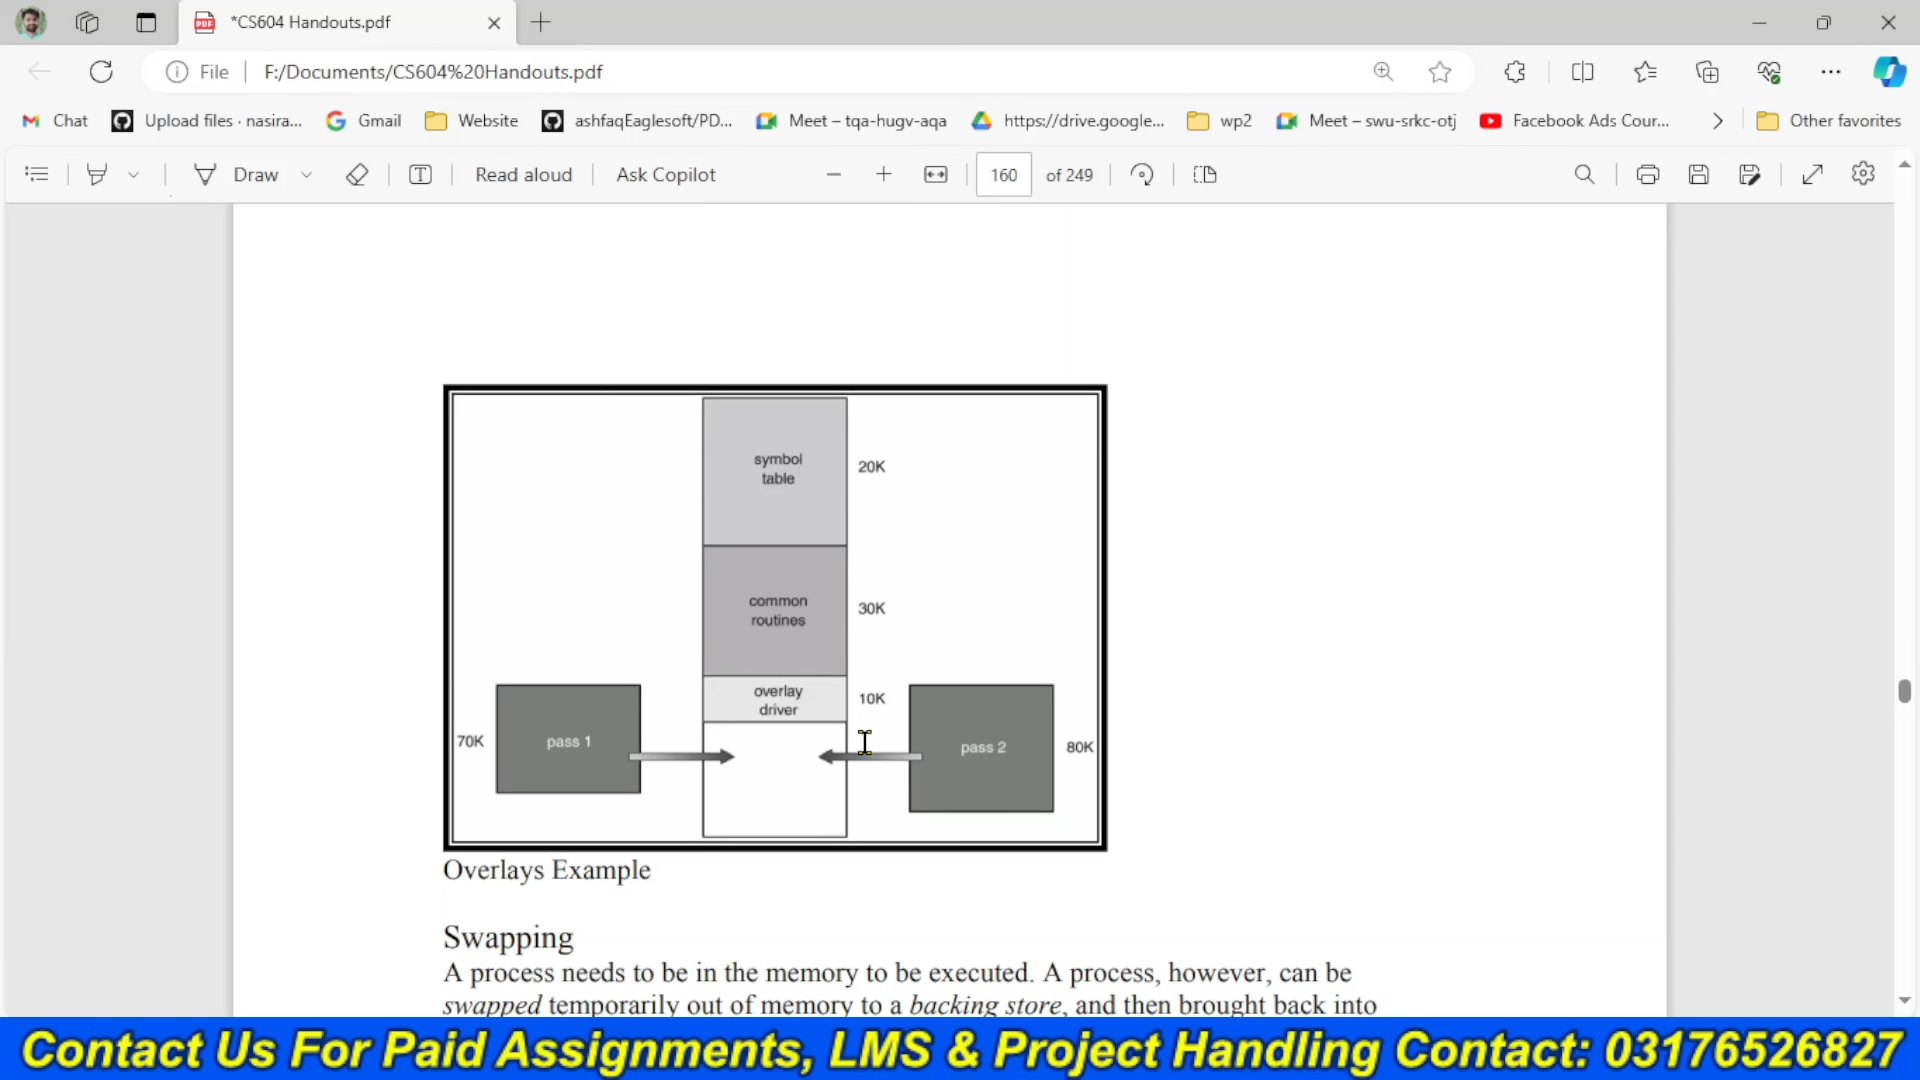 *CS604 Handouts.pdf
File F:/Documents/CS604%20Handouts.pdf
Chat Upload files · nasira... Gmail Website ashfaqEaglesoft/PD... Meet – tqa-hugv-aqa https://drive.google... wp2 Meet – swu-srkc-otj Facebook Ads Cour... Other favorites
Draw Read aloud Ask Copilot 160 of 249
symbol
table
20K
common
routines
30K
overlay
driver
10K
70K
pass 1
pass 2
80K
Overlays Example
Swapping
A process needs to be in the memory to be executed. A process, however, can be
swapped temporarily out of memory to a backing store, and then brought back into
Contact Us For Paid Assignments, LMS & Project Handling Contact: 03176526827